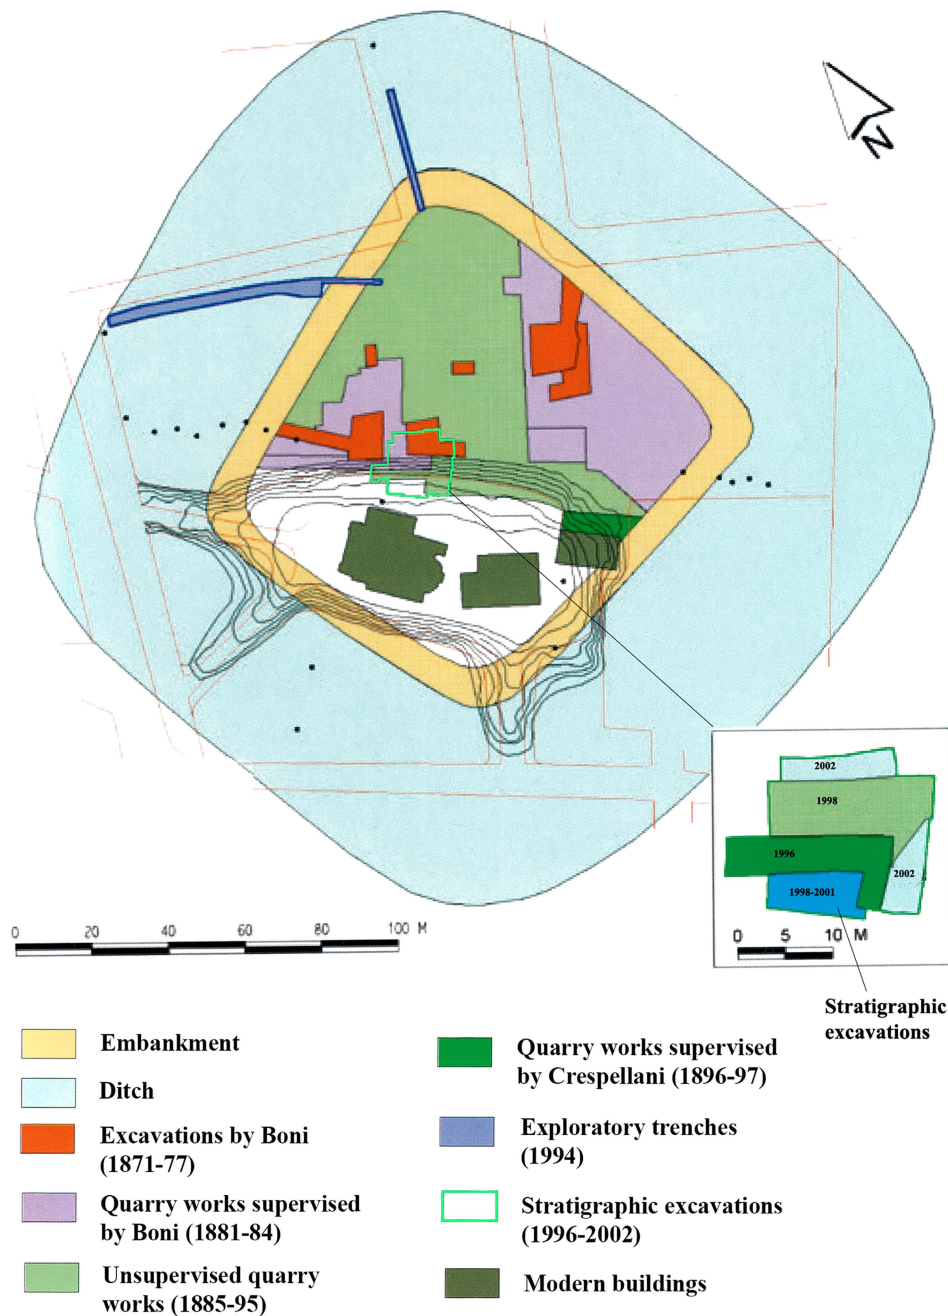 N
2002
1998
1996
2002
1998-2001
0 5 10 M
0 20 40 60 80 100 M
Stratigraphic
excavations
Embankment
Ditch
Excavations by Boni
(1871-77)
Quarry works supervised
by Boni (1881-84)
Unsupervised quarry
works (1885-95)
Quarry works supervised
by Crespellani (1896-97)
Exploratory trenches
(1994)
Stratigraphic excavations
(1996-2002)
Modern buildings